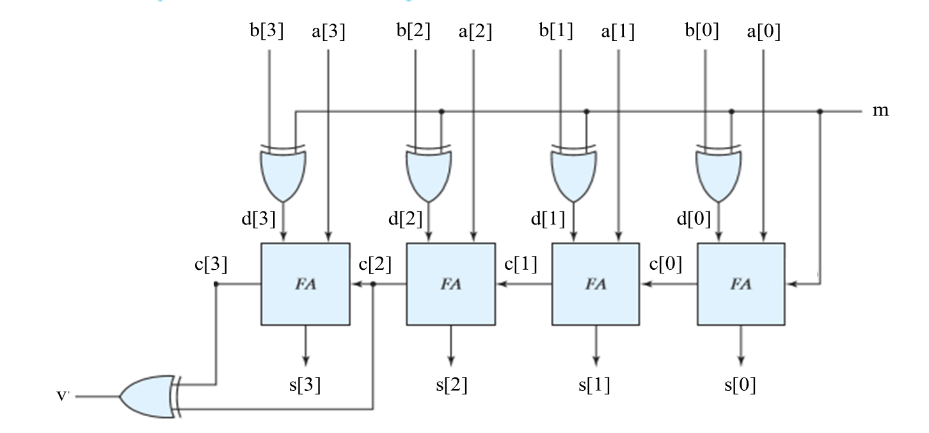 b[3] a[3] b[2] a[2] b[1] a[1] b[0] a[0]
m
d[3] d[2] d[1] d[0]
c[3] c[2] c[1] c[0]
FA FA FA FA
s[3] s[2] s[1] s[0]
v